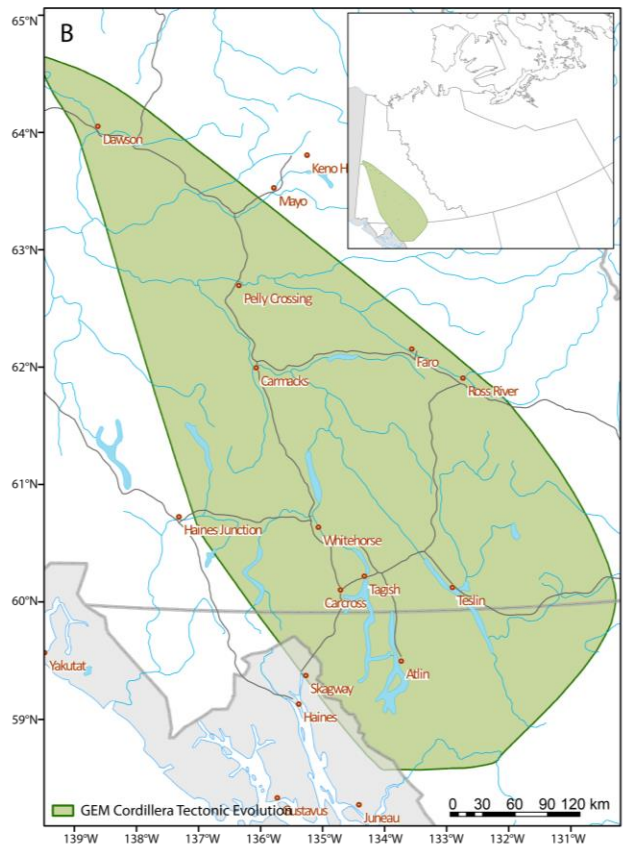 65°N
B
64°N
Dawson
Keno H
Mayo
63°N
Pelly Crossing
62°N
Faro
Carmacks
Ross River
61°N
Haines Junction
Whitehorse
60°N
Tagish
Carcross
Teslin
Yakutat
Atlin
Skagway
59°N
Haines
GEM Cordillera Tectonic Evolution
Gustavus
Juneau
0 30 60 90 120 km
139°W 138°W 137°W 136°W 135°W 134°W 133°W 132°W 131°W